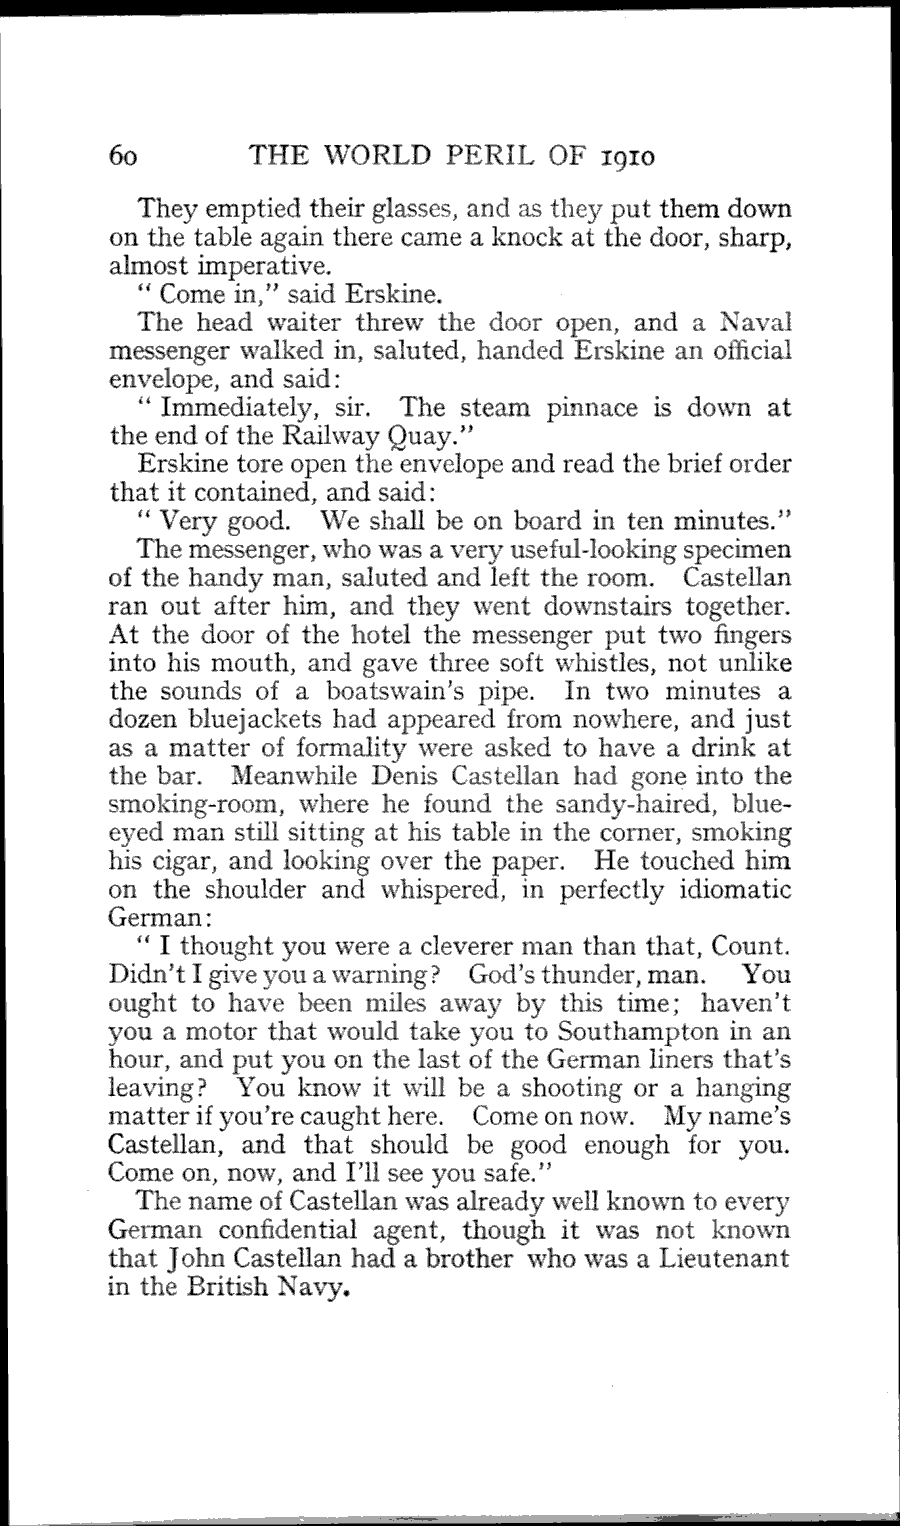 60 THE WORLD PERIL OF 1910
They emptied their glasses, and as they put them down
on the table again there came a knock at the door, sharp,
almost imperative.
" Come in," said Erskine.
The head waiter threw the door open, and a Naval
messenger walked in, saluted, handed Erskine an official
envelope, and said:
" Immediately, sir. The steam pinnace is down at
the end of the Railway Quay."
Erskine tore open the envelope and read the brief order
that it contained, and said:
" Very good. We shall be on board in ten minutes."
The messenger, who was a very useful-looking specimen
of the handy man, saluted and left the room. Castellan
ran out after him, and they went downstairs together.
At the door of the hotel the messenger put two fingers
into his mouth, and gave three soft whistles, not unlike
the sounds of a boatswain's pipe. In two minutes a
dozen bluejackets had appeared from nowhere, and just
as a matter of formality were asked to have a drink at
the bar. Meanwhile Denis Castellan had gone into the
smoking-room, where he found the sandy-haired, blue-
eyed man still sitting at his table in the corner, smoking
his cigar, and looking over the paper. He touched him
on the shoulder and whispered, in perfectly idiomatic
German:
" I thought you were a cleverer man than that, Count.
Didn't I give you a warning? God's thunder, man. You
ought to have been miles away by this time; haven't
you a motor that would take you to Southampton in an
hour, and put you on the last of the German liners that's
leaving? You know it will be a shooting or a hanging
matter if you're caught here. Come on now. My name's
Castellan, and that should be good enough for you.
Come on, now, and I'll see you safe."
The name of Castellan was already well known to every
German confidential agent, though it was not known
that John Castellan had a brother who was a Lieutenant
in the British Navy.